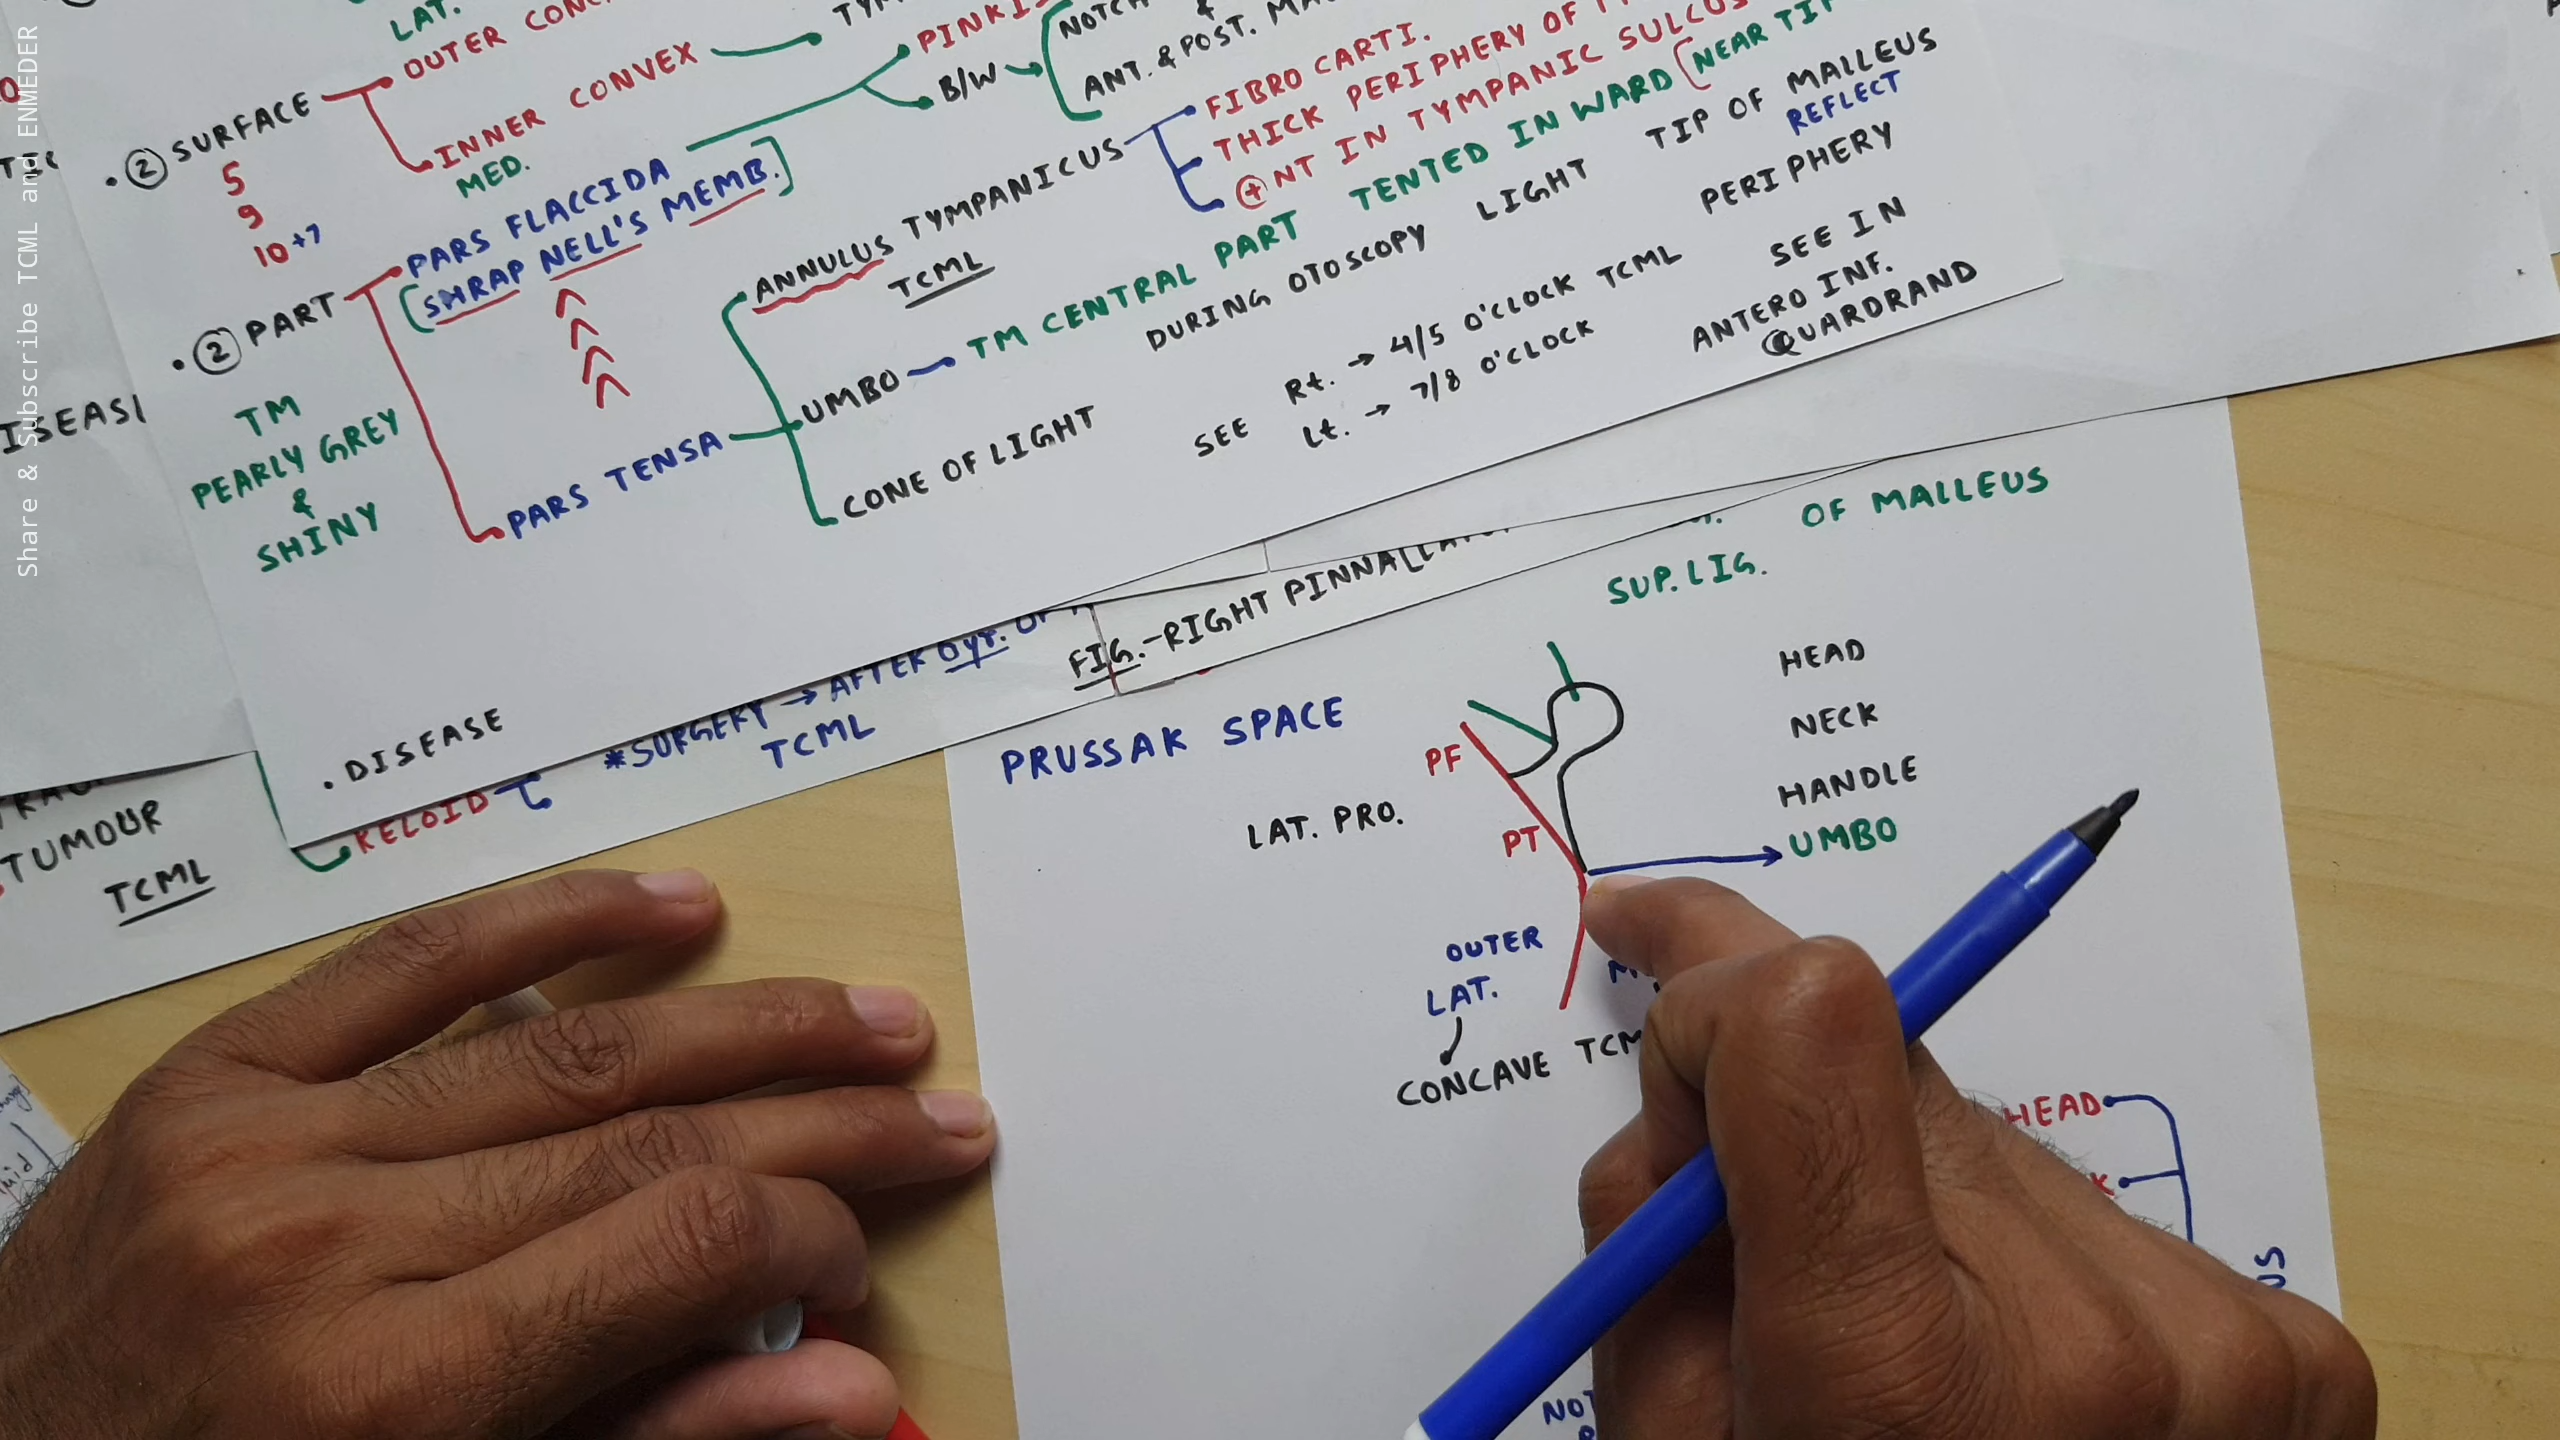 Share & Subscribe TCML and ENMEDER
LAT.
OUTER
② SURFACE
INNER CONVEX
MED.
5
9
10+7
B/W
NOTCH
&
ANT. & POST.
② PART
PARS FLACCIDA
[SHRAP NELL'S MEMB.]
TM
PEARLY GREY
&
SHINY
PARS TENSA
ANNULUS TYMPANICUS
TCML
FIBRO CARTI.
THICK PERIPHERY OF
⊕NT IN TYMPANIC SULCUS
UMBO → TM CENTRAL PART TENTED IN WARD [NEAR TIP
CONE OF LIGHT
DURING OTOSCOPY LIGHT TIP OF MALLEUS
REFLECT
PERIPHERY
SEE Rt. → 4/5 O'CLOCK TCML
Lt. → 7/8 O'CLOCK
SEE IN
ANTERO INF.
QUARDRAND
. DISEASE
TUMOUR
TCML
KELOID
*SURGERY → AFTER 0yr. OF
TCML
FIG.-RIGHT PINNA
OF MALLEUS
SUP. LIG.
PRUSSAK SPACE
HEAD
NECK
HANDLE
UMBO
PF
LAT. PRO.
PT
OUTER
LAT.
CONCAVE
HEAD